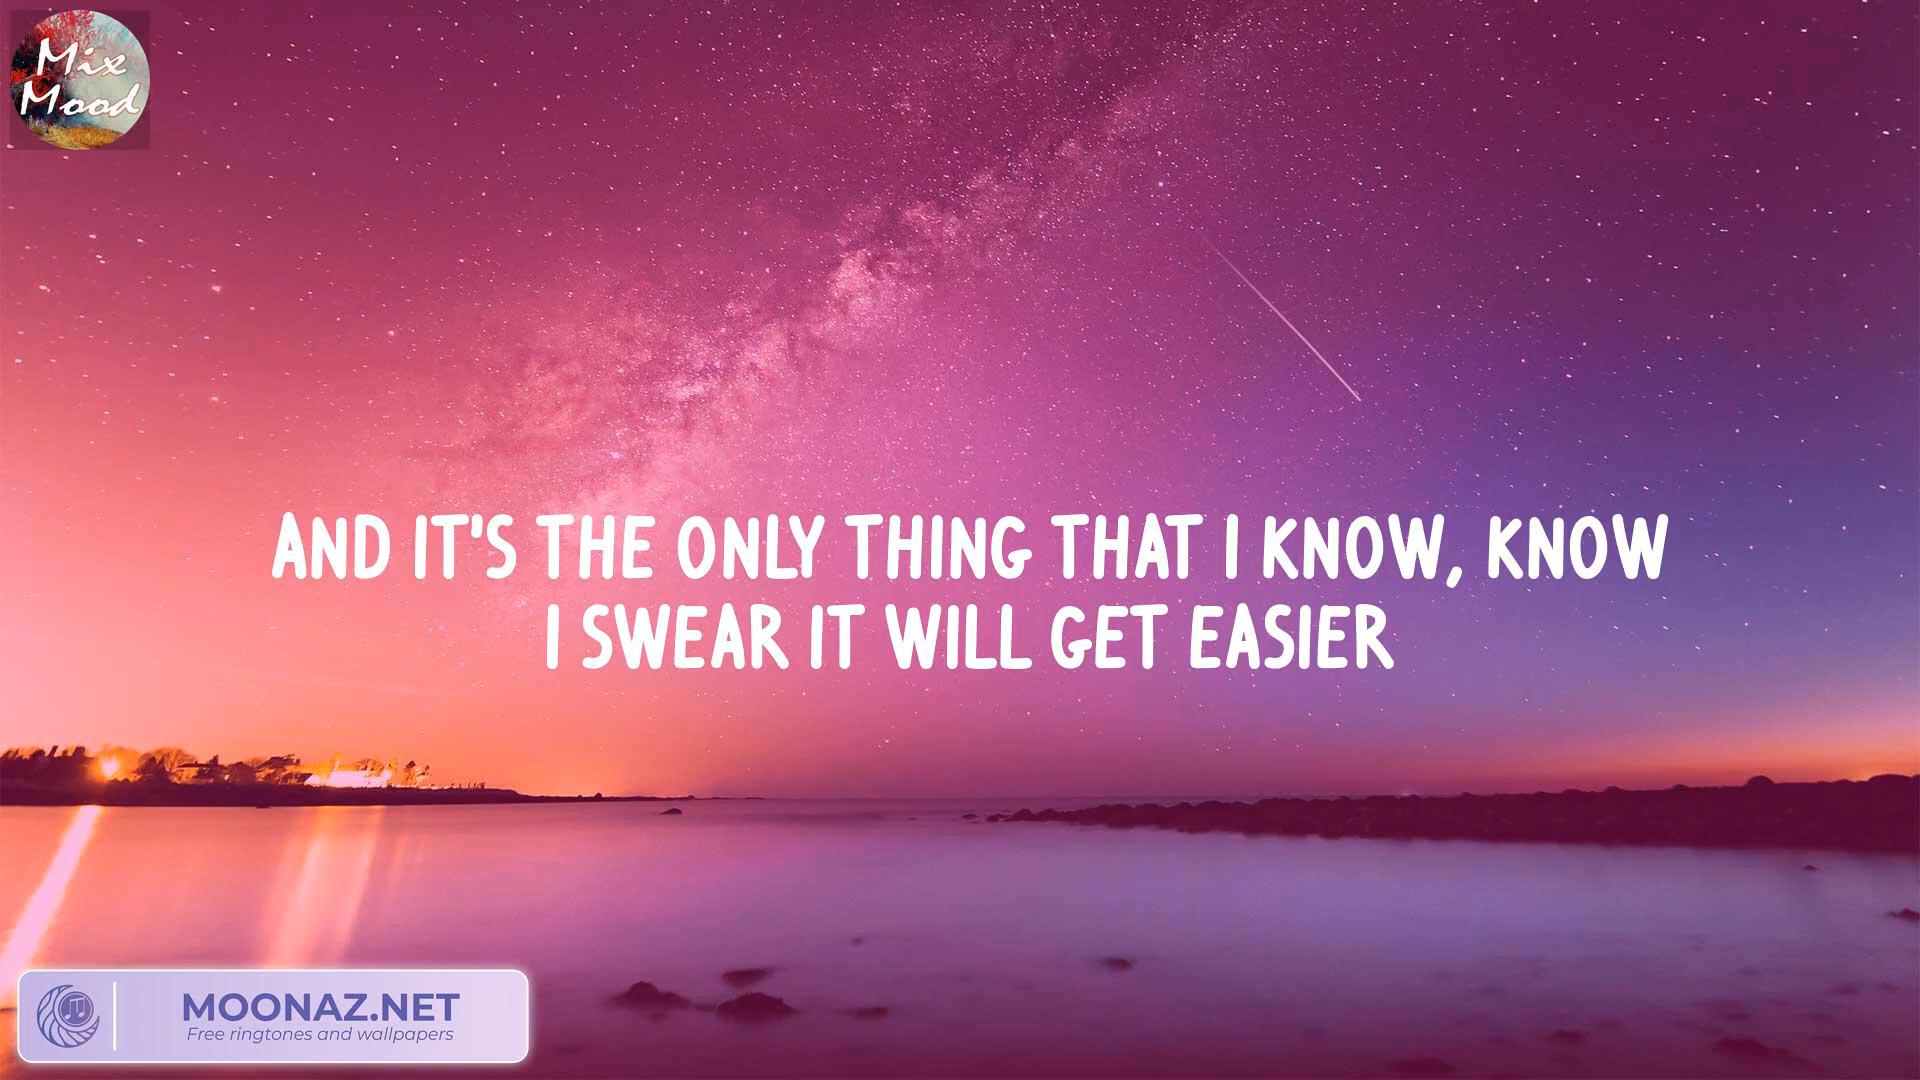 Mix
Mood
AND IT'S THE ONLY THING THAT I KNOW, KNOW
I SWEAR IT WILL GET EASIER
MOONAZ.NET
Free ringtones and wallpapers